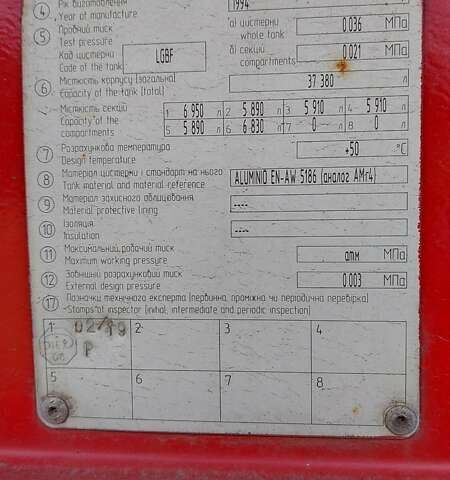 4 Рік виготовлення 1994
Year of manufacture
5 Пробний тиск а) цистерни 0.036 МПа
Test pressure whole tank
Код цистерни LGBF б) секцій 0.021 МПа
Code of the tank compartments
6 Місткість корпусу (загальна) 37 380 л
Capacity of the tank (total)
Місткість секцій 1 6 950 л 2 5 890 л 3 5 910 л 4 5 910 л
Capacity of the
compartments 5 5 890 л 6 6 830 л 7 0 л 8 0 л
7 Розрахункова температура +50 °C
Design temperature
8 Матеріал цистерни і стандарт на нього ALUMINIO EN-AW 5186 (аналог АМг4)
Tank material and material reference
9 Матеріал захисного облицювання ----
Material protective lining
10 Ізоляція ----
Insulation
11 Максимальний робочий тиск атм МПа
Maximum working pressure
12 Зовнішній розрахунковий тиск 0.003 МПа
External design pressure
17 Позначки технічного експерта (первинна, проміжна чи періодична перевірка)
Stamps of inspector (inital, intermediate and periodic inspection)
1 02/19 2 3 4
P
5 6 7 8